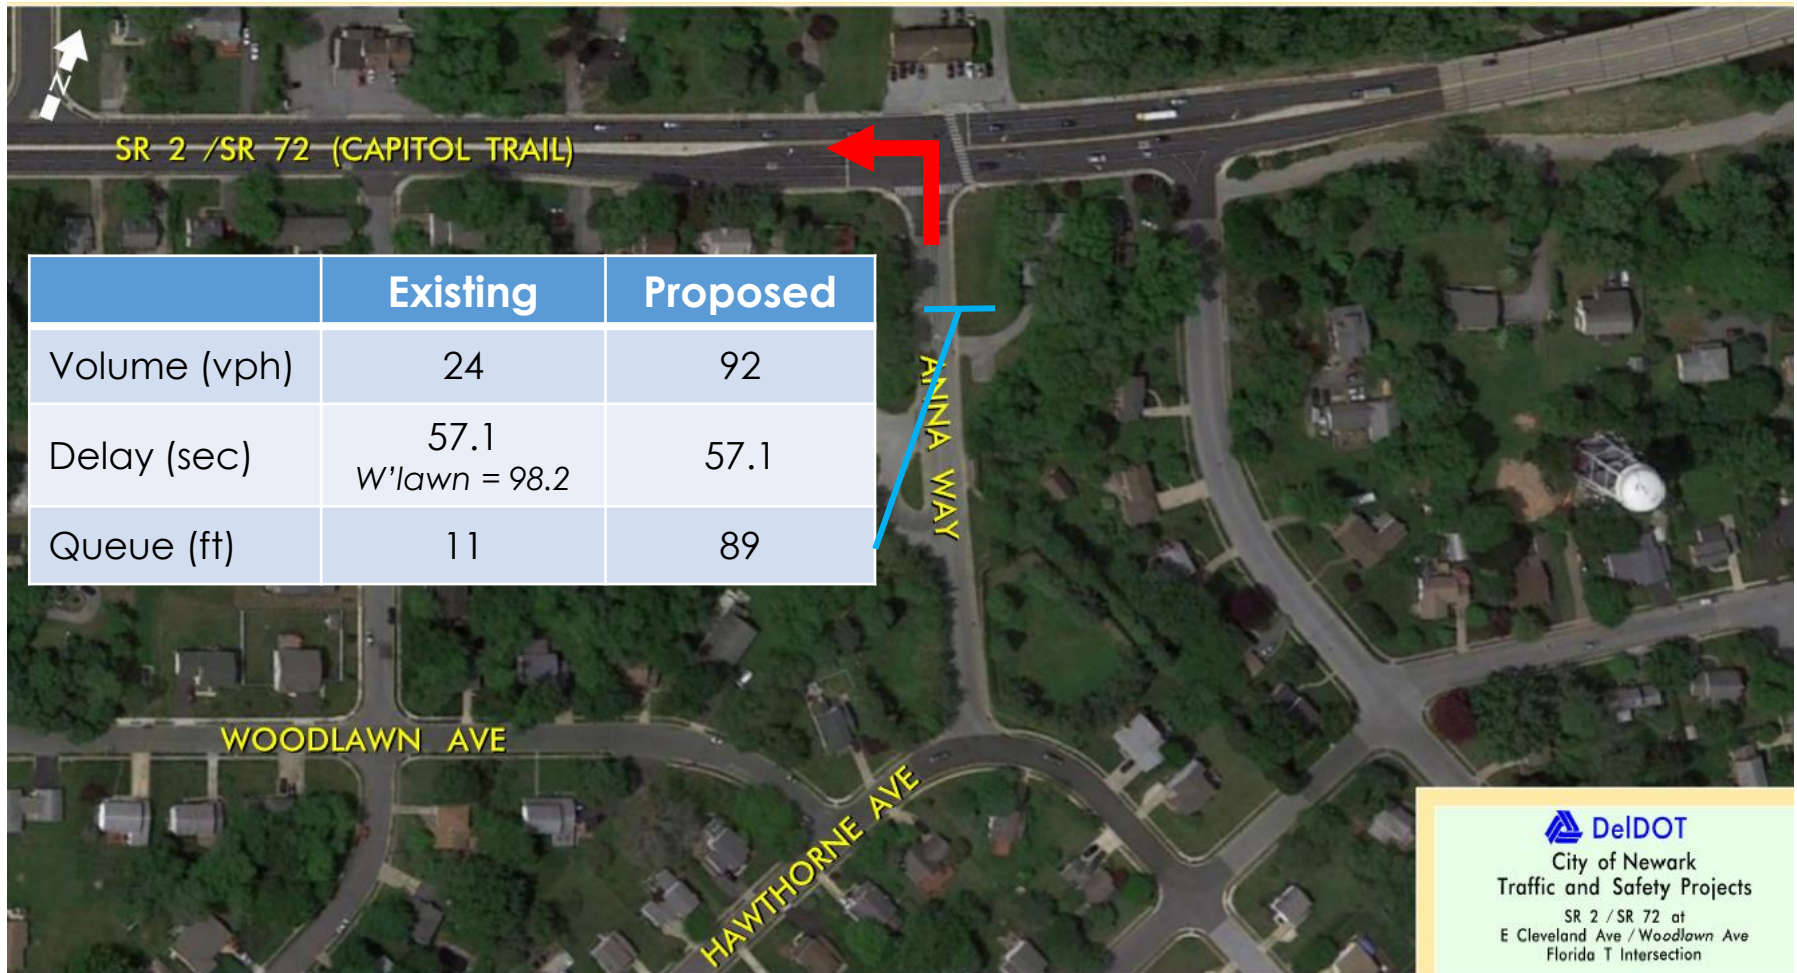 N
SR 2 / SR 72 (CAPITOL TRAIL)
Existing Proposed
Volume (vph) 24 92
Delay (sec) 57.1 57.1
W'lawn = 98.2
Queue (ft) 11 89
ANNA WAY
WOODLAWN AVE
HAWTHORNE AVE
DelDOT
City of Newark
Traffic and Safety Projects
SR 2 / SR 72 at
E Cleveland Ave / Woodlawn Ave
Florida T Intersection